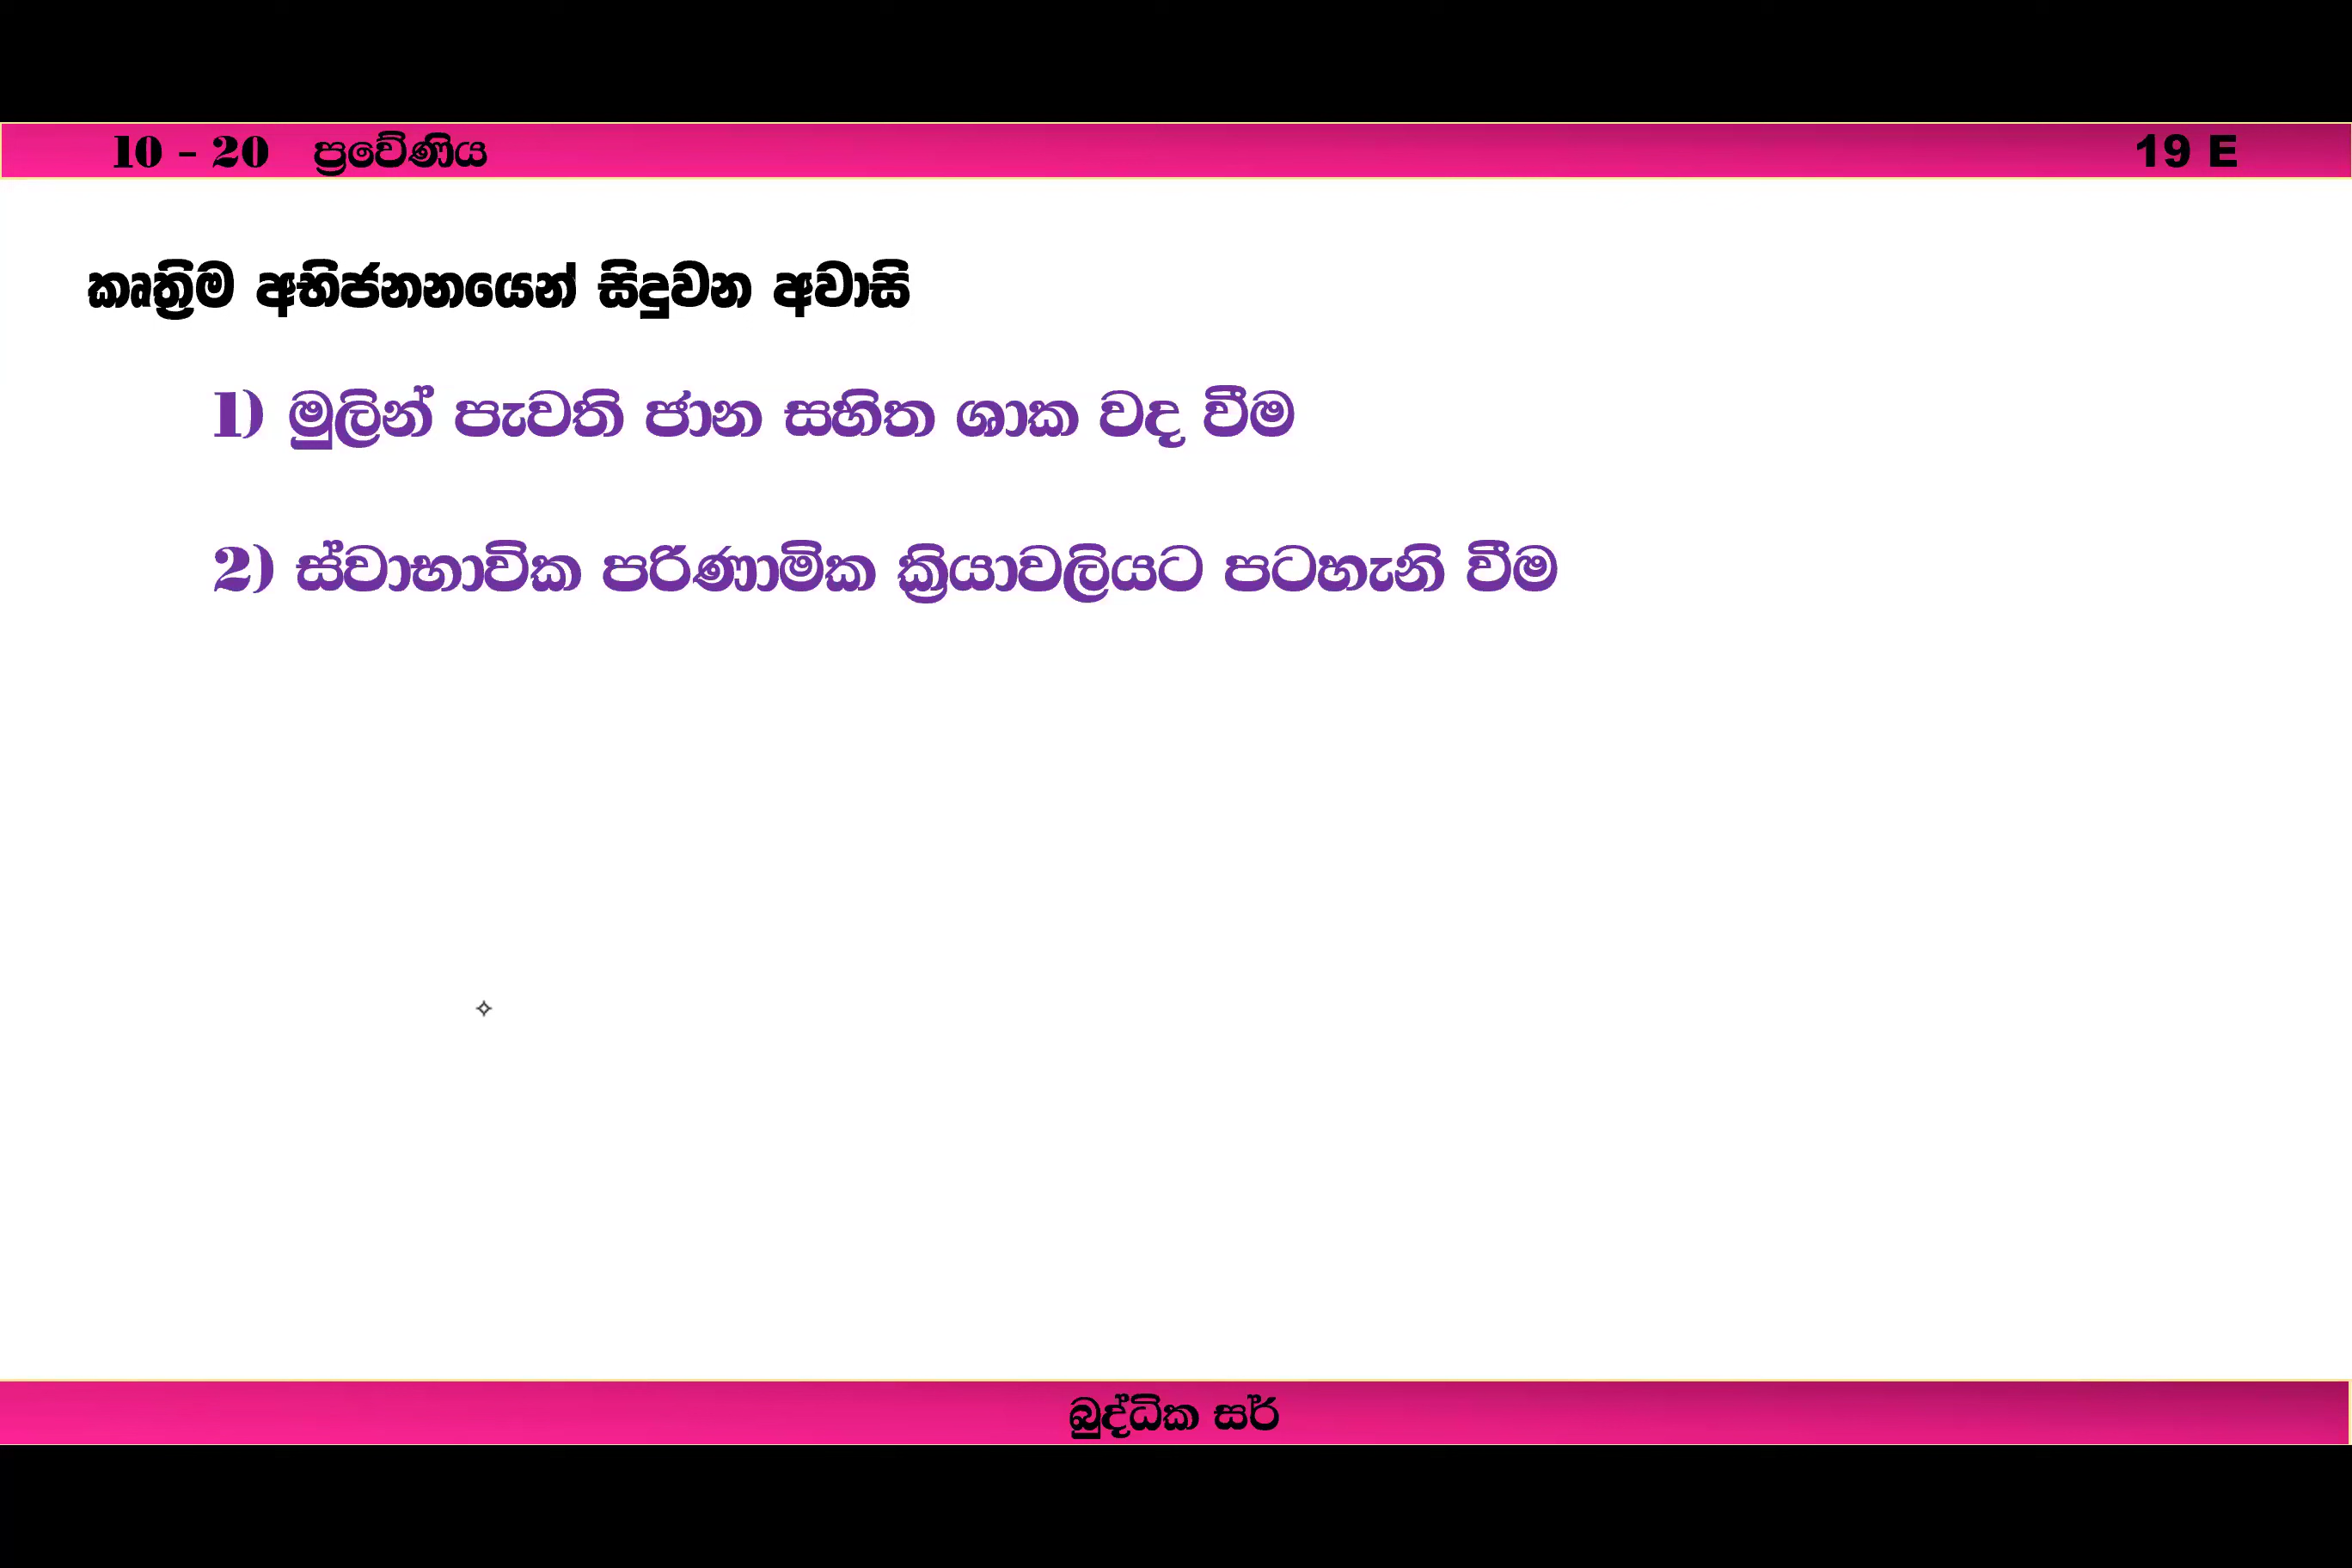 10 - 20 ප්‍රවේණිය 19 E
කෘත්‍රිම අභිජනනයෙන් සිදුවන අවාසි
1) මුලින් පැවති ජාන සහිත ශාක වඳ වීම
2) ස්වාභාවික පරිණාමික ක්‍රියාවලියට පටහැනි වීම
බුද්ධික සර්